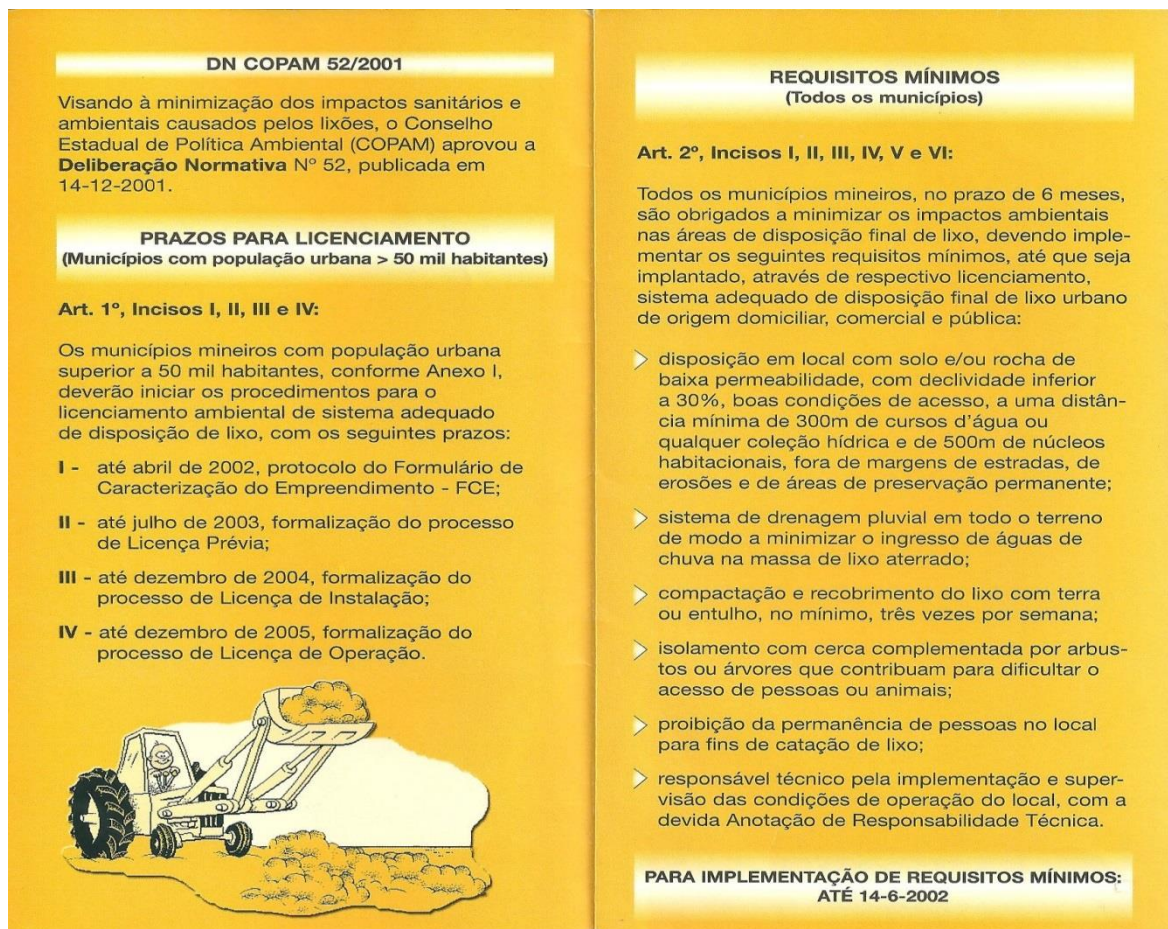 DN COPAM 52/2001
Visando à minimização dos impactos sanitários e
ambientais causados pelos lixões, o Conselho
Estadual de Política Ambiental (COPAM) aprovou a
Deliberação Normativa Nº 52, publicada em
14-12-2001.
PRAZOS PARA LICENCIAMENTO
(Municípios com população urbana > 50 mil habitantes)
Art. 1º, Incisos I, II, III e IV:
Os municípios mineiros com população urbana
superior a 50 mil habitantes, conforme Anexo I,
deverão iniciar os procedimentos para o
licenciamento ambiental de sistema adequado
de disposição de lixo, com os seguintes prazos:
I - até abril de 2002, protocolo do Formulário de
Caracterização do Empreendimento - FCE;
II - até julho de 2003, formalização do processo
de Licença Prévia;
III - até dezembro de 2004, formalização do
processo de Licença de Instalação;
IV - até dezembro de 2005, formalização do
processo de Licença de Operação.
REQUISITOS MÍNIMOS
(Todos os municípios)
Art. 2º, Incisos I, II, III, IV, V e VI:
Todos os municípios mineiros, no prazo de 6 meses,
são obrigados a minimizar os impactos ambientais
nas áreas de disposição final de lixo, devendo imple-
mentar os seguintes requisitos mínimos, até que seja
implantado, através de respectivo licenciamento,
sistema adequado de disposição final de lixo urbano
de origem domiciliar, comercial e pública:
disposição em local com solo e/ou rocha de
baixa permeabilidade, com declividade inferior
a 30%, boas condições de acesso, a uma distân-
cia mínima de 300m de cursos d'água ou
qualquer coleção hídrica e de 500m de núcleos
habitacionais, fora de margens de estradas, de
erosões e de áreas de preservação permanente;
sistema de drenagem pluvial em todo o terreno
de modo a minimizar o ingresso de águas de
chuva na massa de lixo aterrado;
compactação e recobrimento do lixo com terra
ou entulho, no mínimo, três vezes por semana;
isolamento com cerca complementada por arbus-
tos ou árvores que contribuam para dificultar o
acesso de pessoas ou animais;
proibição da permanência de pessoas no local
para fins de catação de lixo;
responsável técnico pela implementação e super-
visão das condições de operação do local, com a
devida Anotação de Responsabilidade Técnica.
PARA IMPLEMENTAÇÃO DE REQUISITOS MÍNIMOS:
ATÉ 14-6-2002